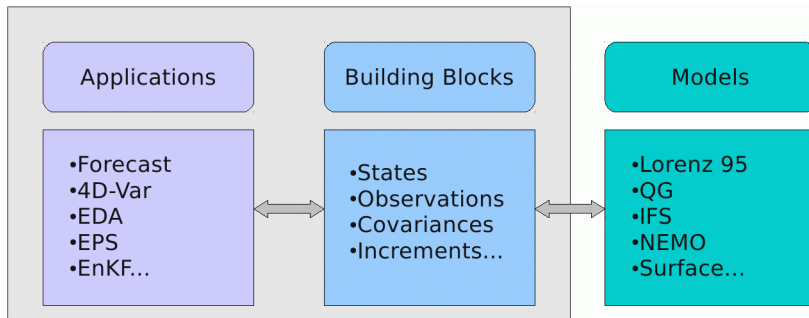 Applications
Building Blocks
Models
•Forecast
•4D-Var
•EDA
•EPS
•EnKF...
•States
•Observations
•Covariances
•Increments...
•Lorenz 95
•QG
•IFS
•NEMO
•Surface...